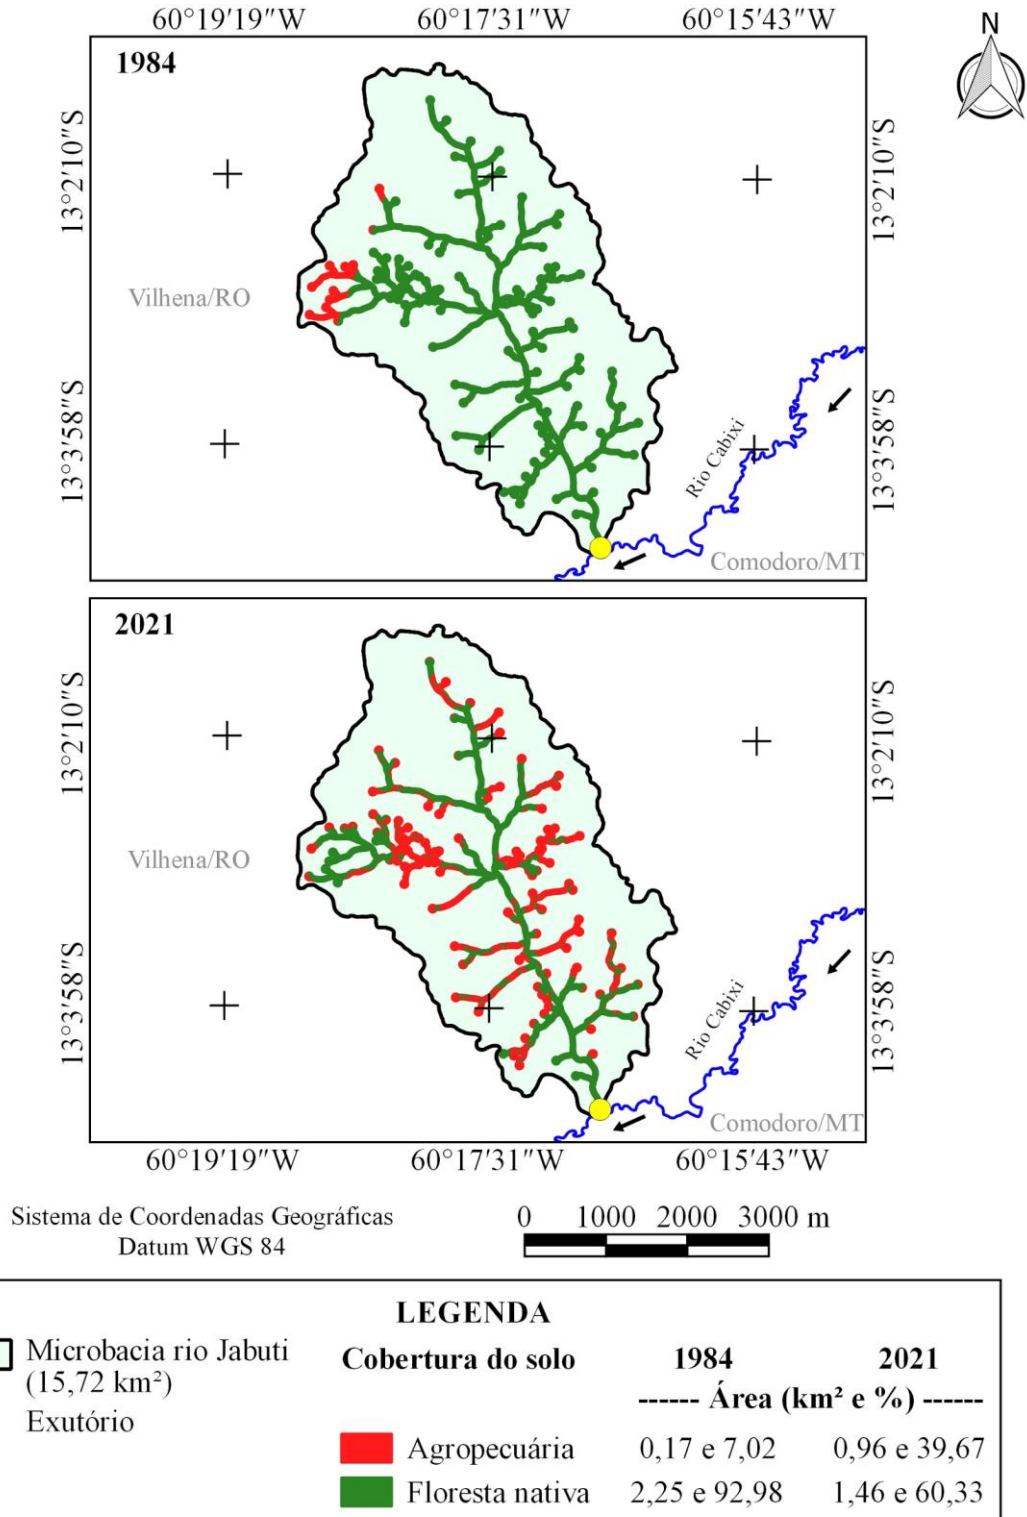 60°19'19"W 60°17'31"W 60°15'43"W
N
1984
13°2'10"S
13°2'10"S
Vilhena/RO
13°3'58"S
13°3'58"S
Rio Cabixi
Comodoro/MT
2021
13°2'10"S
13°2'10"S
Vilhena/RO
13°3'58"S
13°3'58"S
Rio Cabixi
Comodoro/MT
60°19'19"W 60°17'31"W 60°15'43"W
Sistema de Coordenadas Geográficas
Datum WGS 84
0 1000 2000 3000 m
LEGENDA
Microbacia rio Jabuti
(15,72 km²)
Exutório
Cobertura do solo 1984 2021
------ Área (km² e %) ------
Agropecuária 0,17 e 7,02 0,96 e 39,67
Floresta nativa 2,25 e 92,98 1,46 e 60,33